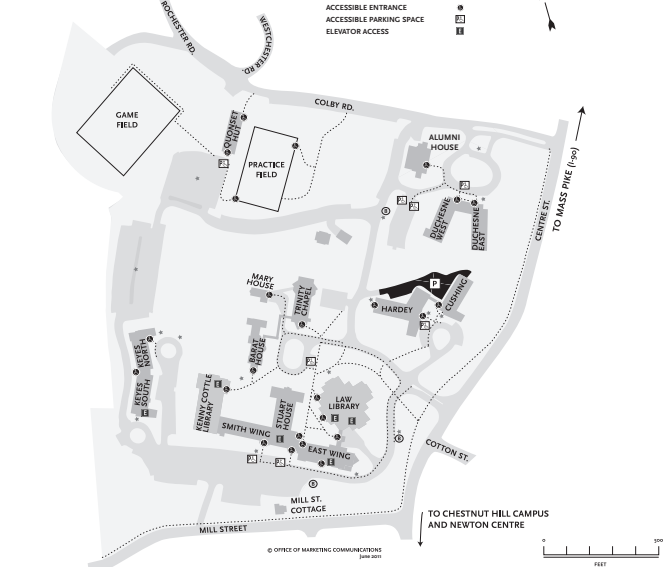 ACCESSIBLE ENTRANCE
ACCESSIBLE PARKING SPACE
ELEVATOR ACCESS
E
ROCHESTER RD.
WESTCHESTER RD.
COLBY RD.
GAME
FIELD
QUONSET
HUT
PRACTICE
FIELD
ALUMNI
HOUSE
DUCHESNE
WEST
DUCHESNE
EAST
CENTRE ST.
TO MASS PIKE (I-90)
B
MARY
HOUSE
TRINITY
CHAPEL
P
HARDEY
CUSHING
KEYES
NORTH
KEYES
SOUTH
E
BARAT
HOUSE
KENNY COTTLE
LIBRARY
E
STUART
HOUSE
LAW
LIBRARY
E
E
SMITH WING
E
EAST WING
E
B
COTTON ST.
B
MILL ST.
COTTAGE
MILL STREET
TO CHESTNUT HILL CAMPUS
AND NEWTON CENTRE
© OFFICE OF MARKETING COMMUNICATIONS
June 2011
0
500
FEET